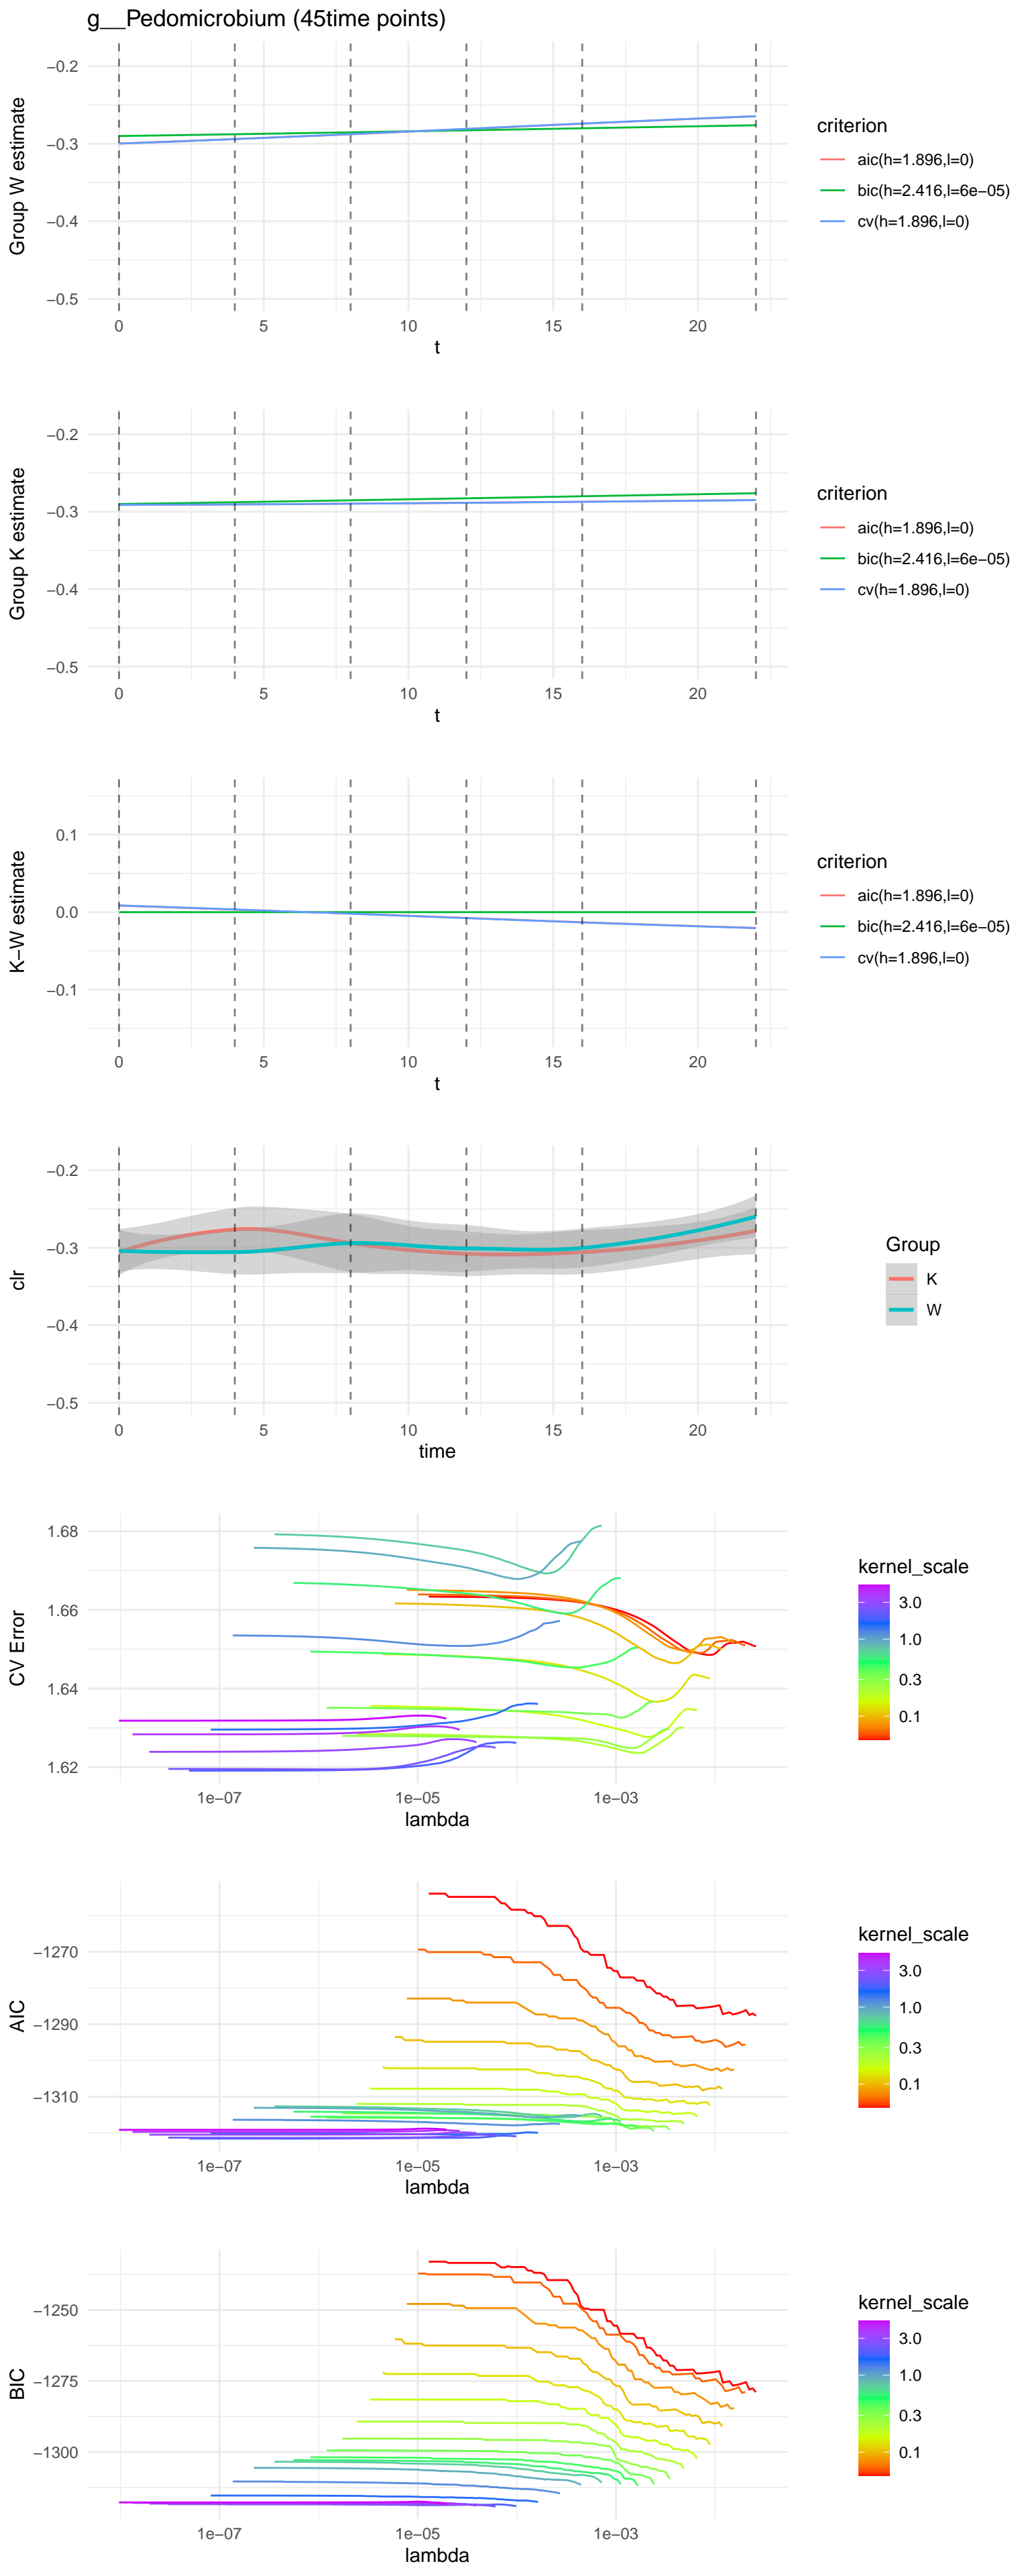 g__Pedomicrobium (45time points)
−0.2
−0.3
−0.4
−0.5
Group W estimate
0 5 10 15 20
t
criterion
aic(h=1.896,l=0)
bic(h=2.416,l=6e−05)
cv(h=1.896,l=0)
−0.2
−0.3
−0.4
−0.5
Group K estimate
0 5 10 15 20
t
criterion
aic(h=1.896,l=0)
bic(h=2.416,l=6e−05)
cv(h=1.896,l=0)
0.1
0.0
−0.1
K−W estimate
0 5 10 15 20
t
criterion
aic(h=1.896,l=0)
bic(h=2.416,l=6e−05)
cv(h=1.896,l=0)
−0.2
−0.3
−0.4
−0.5
clr
0 5 10 15 20
time
Group
K
W
1.68
1.66
1.64
1.62
CV Error
1e−07 1e−05 1e−03
lambda
kernel_scale
3.0
1.0
0.3
0.1
−1270
−1290
−1310
AIC
1e−07 1e−05 1e−03
lambda
kernel_scale
3.0
1.0
0.3
0.1
−1250
−1275
−1300
BIC
1e−07 1e−05 1e−03
lambda
kernel_scale
3.0
1.0
0.3
0.1